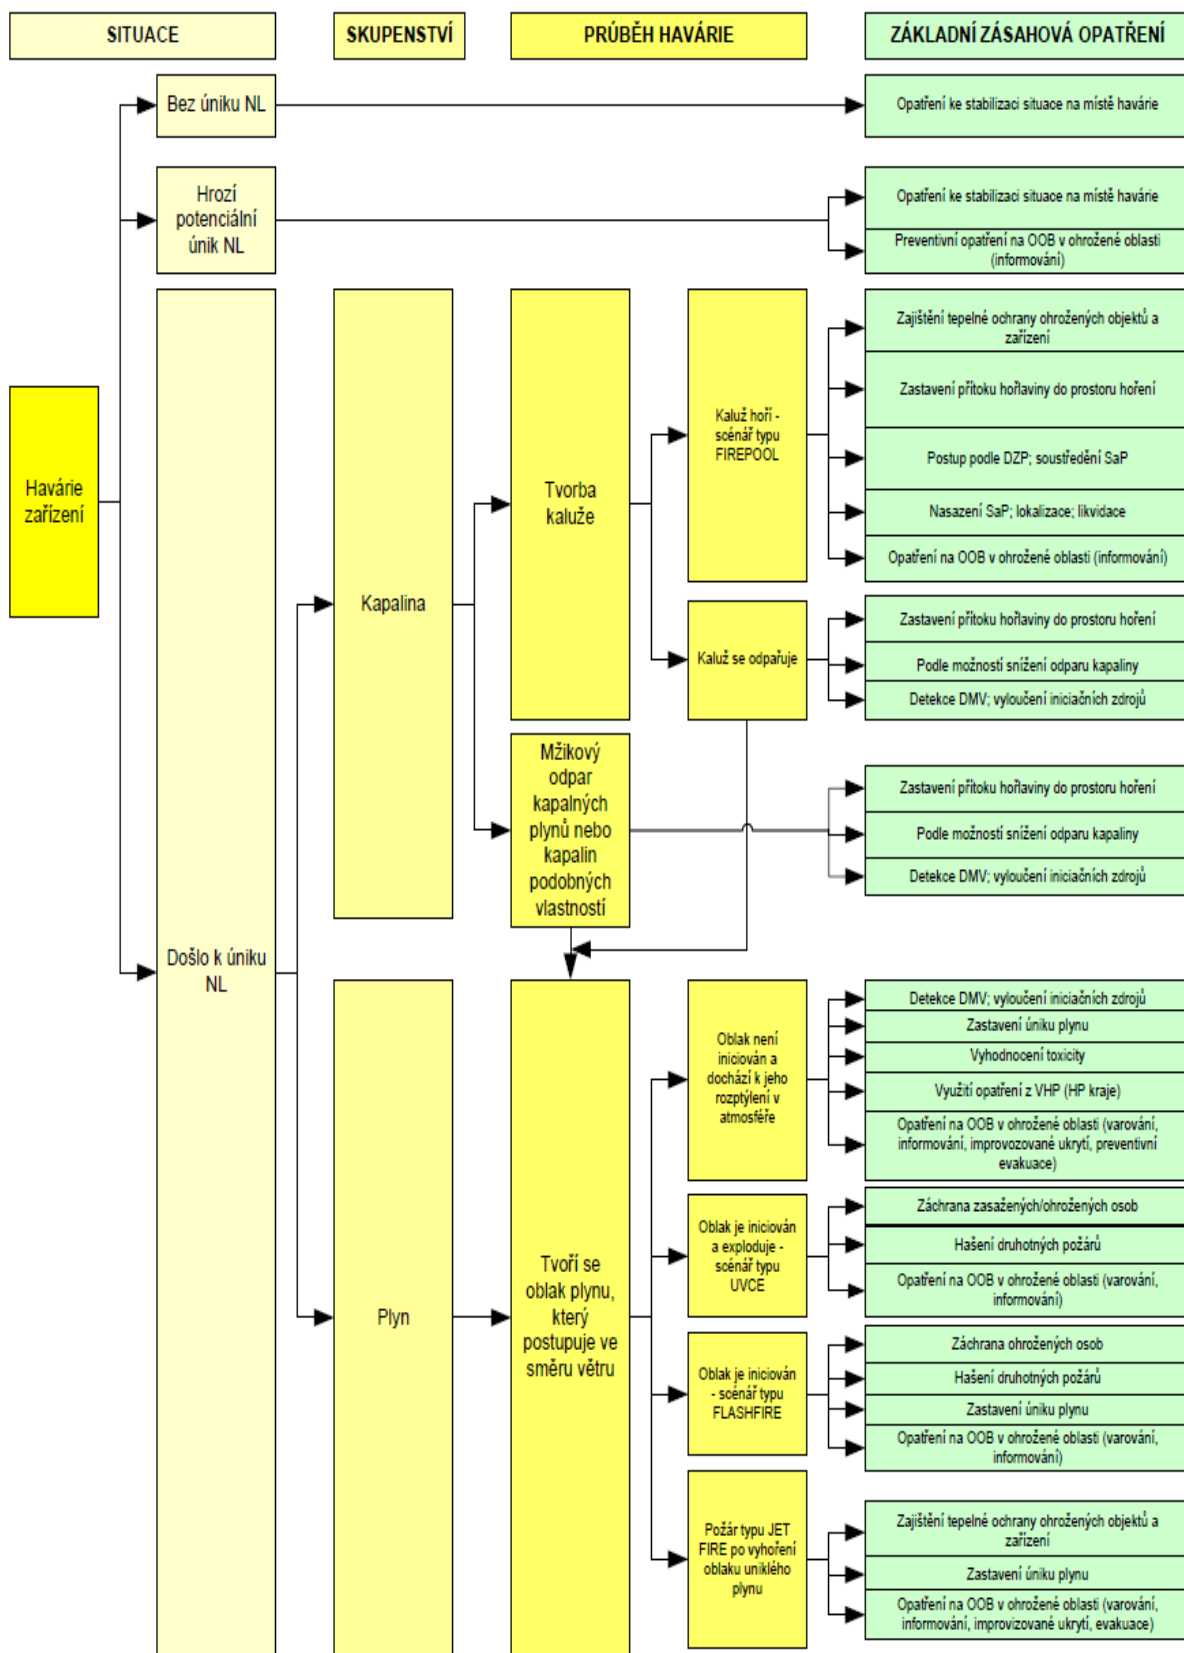 SITUACE
SKUPENSTVÍ
PRŮBĚH HAVÁRIE
ZÁKLADNÍ ZÁSAHOVÁ OPATŘENÍ
Havárie
zařízení
Bez úniku NL
Opatření ke stabilizaci situace na místě havárie
Hrozí
potenciální
únik NL
Opatření ke stabilizaci situace na místě havárie
Preventivní opatření na OOB v ohrožené oblasti
(informování)
Došlo k úniku
NL
Kapalina
Tvorba
kaluže
Kaluž hoří -
scénář typu
FIREPOOL
Zajištění tepelné ochrany ohrožených objektů a
zařízení
Zastavení přítoku hořlaviny do prostoru hoření
Postup podle DZP; soustředění SaP
Nasazení SaP; lokalizace; likvidace
Opatření na OOB v ohrožené oblasti (informování)
Kaluž se odpařuje
Zastavení přítoku hořlaviny do prostoru hoření
Podle možností snížení odparu kapaliny
Detekce DMV; vyloučení iniciačních zdrojů
Mžikový
odpar
kapalných
plynů nebo
kapalin
podobných
vlastností
Zastavení přítoku hořlaviny do prostoru hoření
Podle možností snížení odparu kapaliny
Detekce DMV; vyloučení iniciačních zdrojů
Plyn
Tvoří se
oblak plynu,
který
postupuje ve
směru větru
Oblak není
iniciován a
dochází k jeho
rozptýlení v
atmosféře
Detekce DMV; vyloučení iniciačních zdrojů
Zastavení úniku plynu
Vyhodnocení toxicity
Využití opatření z VHP (HP kraje)
Opatření na OOB v ohrožené oblasti (varování,
informování, improvozované ukrytí, preventivní
evakuace)
Oblak je iniciován
a exploduje -
scénář typu
UVCE
Záchrana zasažených/ohrožených osob
Hašení druhotných požárů
Opatření na OOB v ohrožené oblasti (varování,
informování)
Oblak je iniciován
- scénář typu
FLASHFIRE
Záchrana ohrožených osob
Hašení druhotných požárů
Zastavení úniku plynu
Opatření na OOB v ohrožené oblasti (varování,
informování)
Požár typu JET
FIRE po vyhoření
oblaku uniklého
plynu
Zajištění tepelné ochrany ohrožených objektů a
zařízení
Zastavení úniku plynu
Opatření na OOB v ohrožené oblasti (varování,
informování, improvizované ukrytí, evakuace)